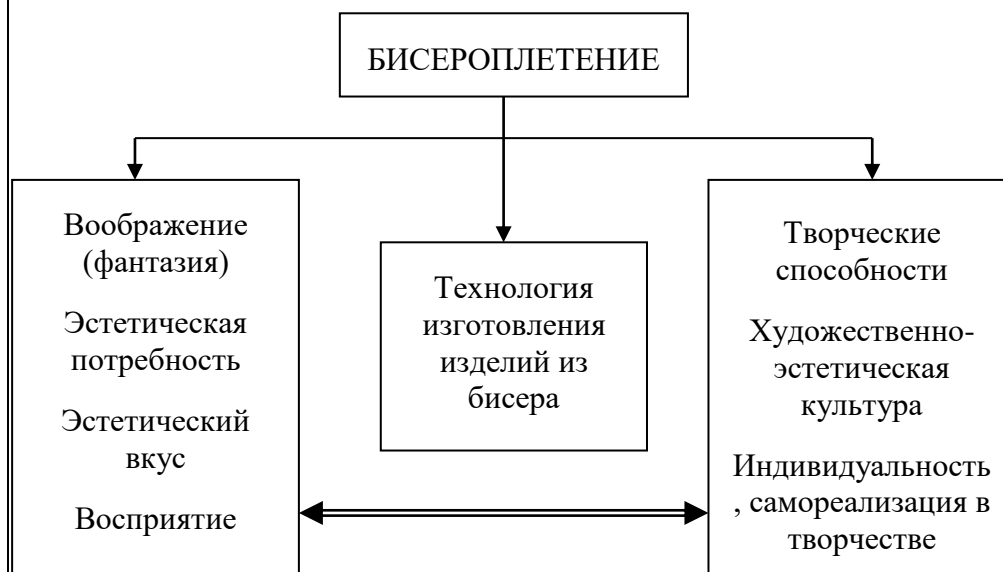 БИСЕРОПЛЕТЕНИЕ
Воображение
(фантазия)
Эстетическая
потребность
Эстетический
вкус
Восприятие
Технология
изготовления
изделий из
бисера
Творческие
способности
Художественно-
эстетическая
культура
Индивидуальность
, самореализация в
творчестве